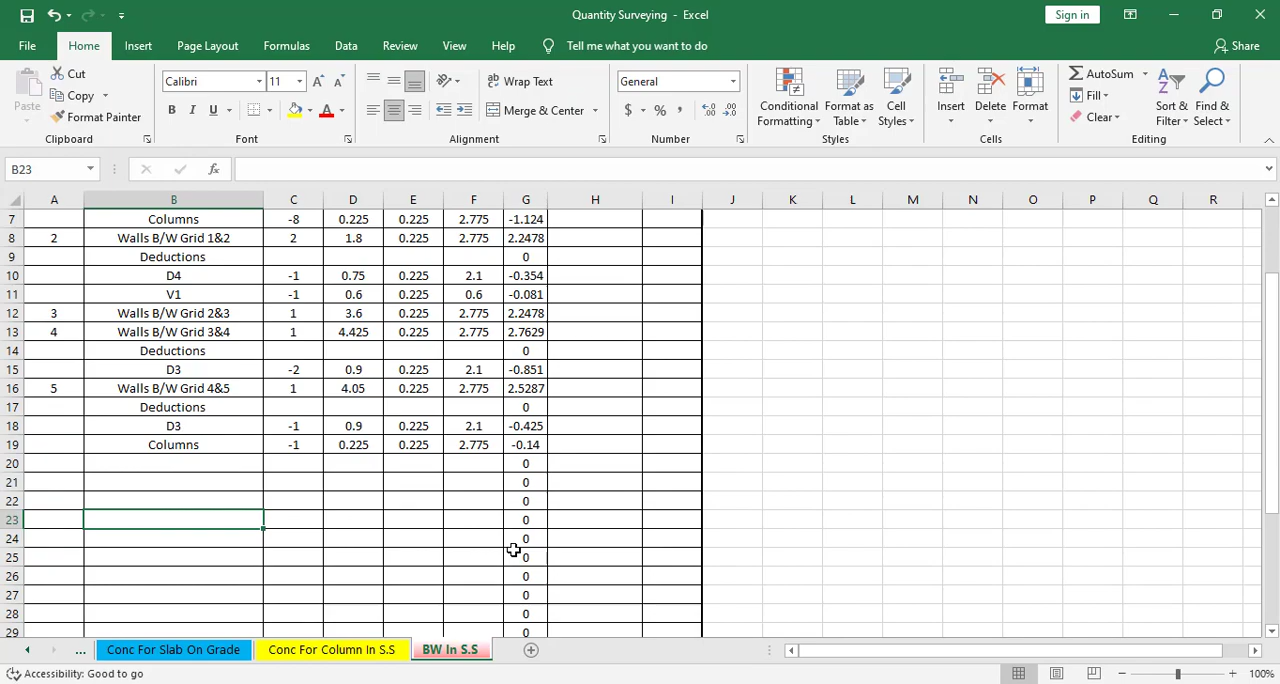 Quantity Surveying - Excel
Sign in
File Home Insert Page Layout Formulas Data Review View Help Tell me what you want to do Share
Paste Cut Calibri 11 Wrap Text General AutoSum
Copy Merge & Center Conditional Formatting Format as Table Cell Styles Insert Delete Format Fill Sort & Filter Find & Select
Format Painter B I U A $ % , Clear
Clipboard Font Alignment Number Styles Cells Editing
B23 fx
A B C D E F G H I J K L M N O P Q R
7 Columns -8 0.225 0.225 2.775 -1.124
8 2 Walls B/W Grid 1&2 2 1.8 0.225 2.775 2.2478
9 Deductions 0
10 D4 -1 0.75 0.225 2.1 -0.354
11 V1 -1 0.6 0.225 0.6 -0.081
12 3 Walls B/W Grid 2&3 1 3.6 0.225 2.775 2.2478
13 4 Walls B/W Grid 3&4 1 4.425 0.225 2.775 2.7629
14 Deductions 0
15 D3 -2 0.9 0.225 2.1 -0.851
16 5 Walls B/W Grid 4&5 1 4.05 0.225 2.775 2.5287
17 Deductions 0
18 D3 -1 0.9 0.225 2.1 -0.425
19 Columns -1 0.225 0.225 2.775 -0.14
20 0
21 0
22 0
23 0
24 0
25 0
26 0
27 0
28 0
29 0
... Conc For Slab On Grade Conc For Column In S.S BW In S.S
Accessibility: Good to go 100%